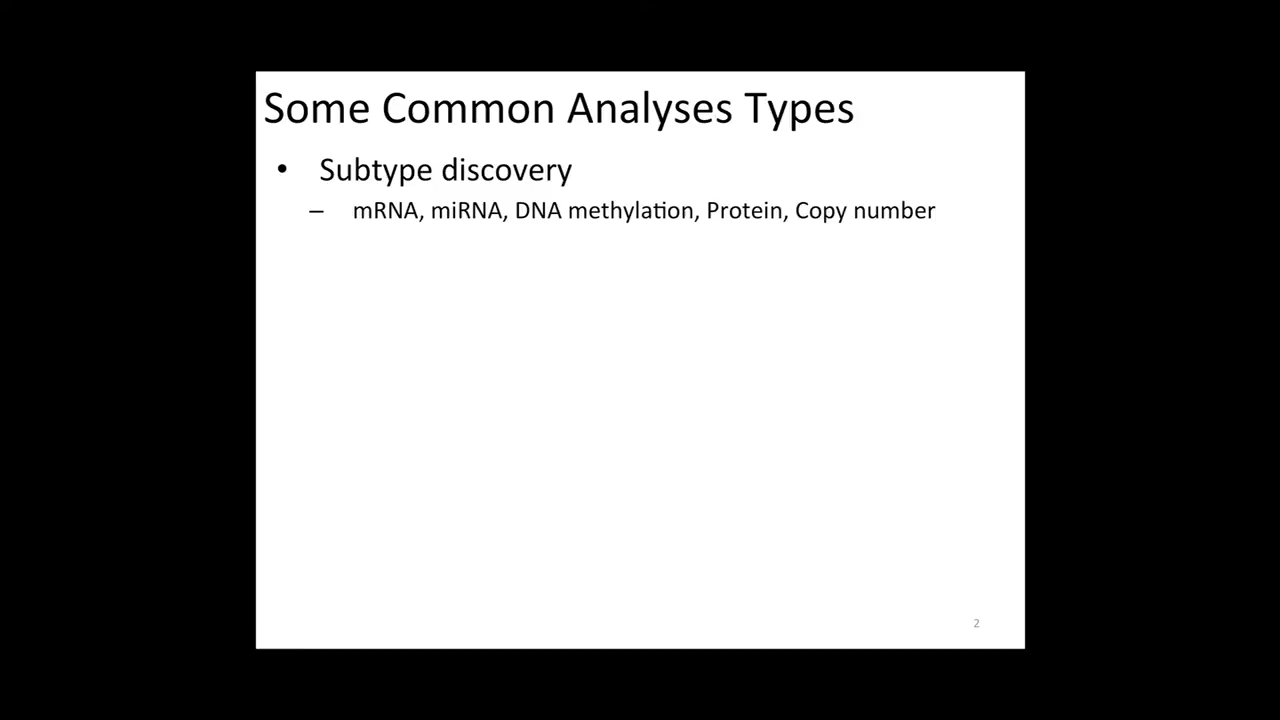 Some Common Analyses Types
• Subtype discovery
– mRNA, miRNA, DNA methylation, Protein, Copy number
2